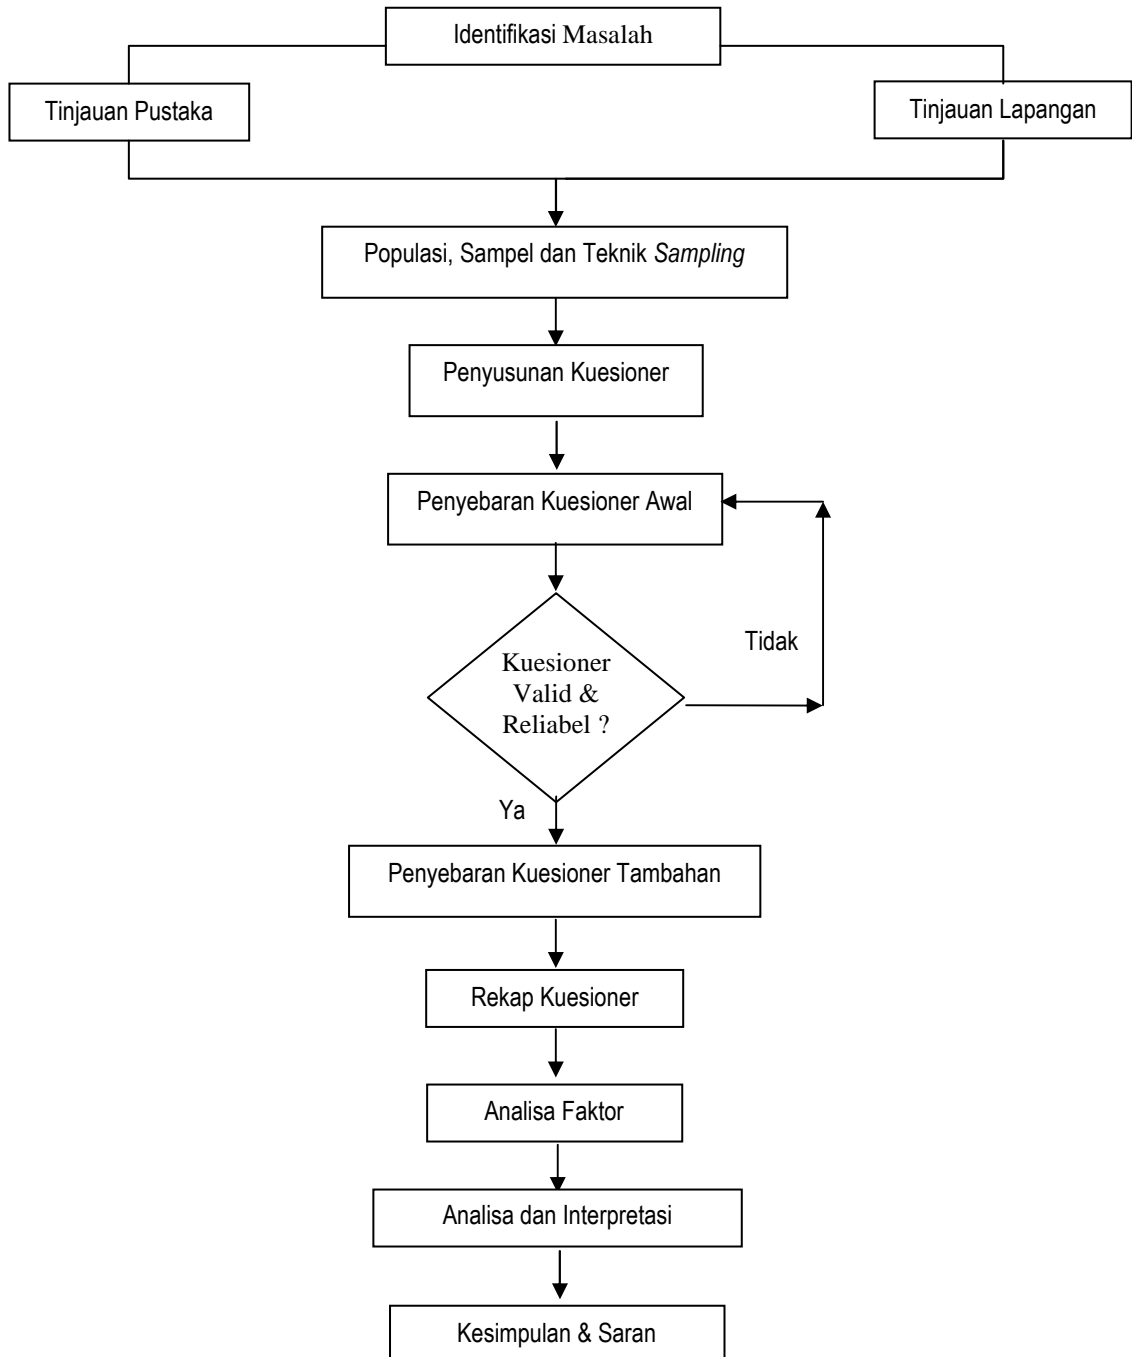 Identifikasi Masalah
Tinjauan Pustaka
Tinjauan Lapangan
Populasi, Sampel dan Teknik Sampling
Penyusunan Kuesioner
Penyebaran Kuesioner Awal
Tidak
Kuesioner
Valid &
Reliabel ?
Ya
Penyebaran Kuesioner Tambahan
Rekap Kuesioner
Analisa Faktor
Analisa dan Interpretasi
Kesimpulan & Saran